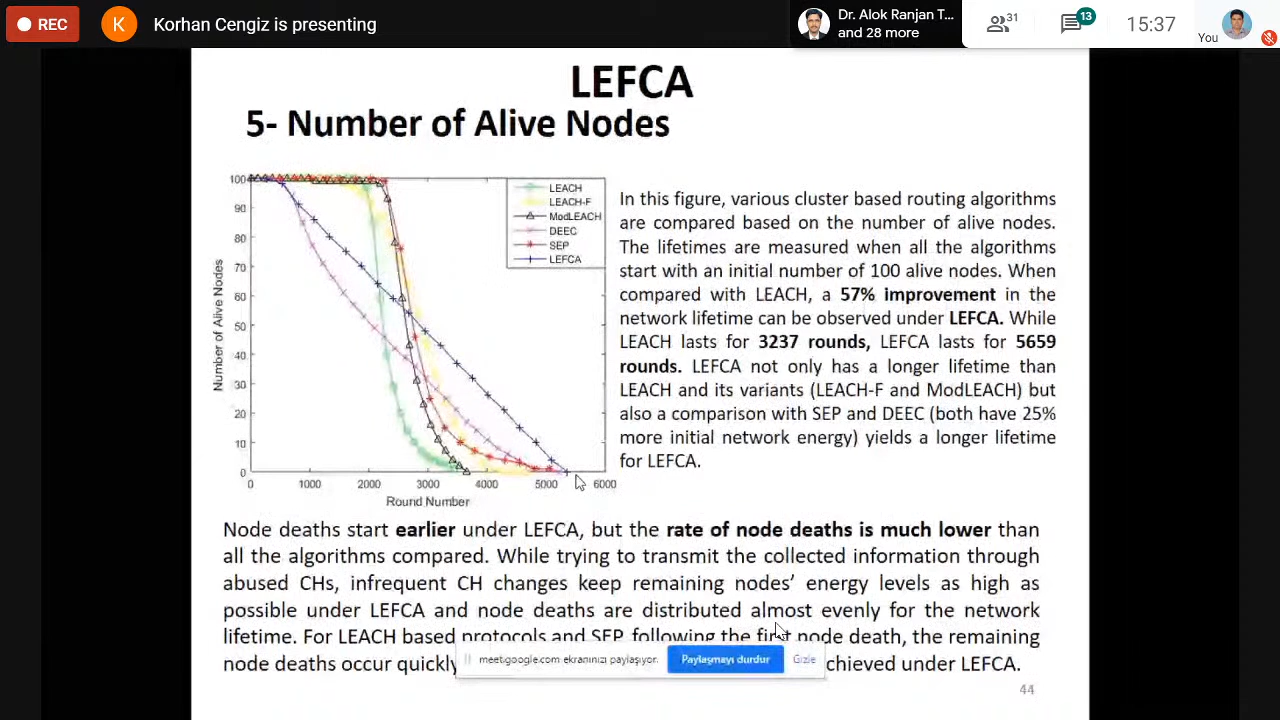 REC
K
Korhan Cengiz is presenting
Dr. Alok Ranjan T...
and 28 more
31
13
15:37
You
LEFCA
5- Number of Alive Nodes
100
90
80
70
60
50
40
30
20
10
0
Number of Alive Nodes
0 1000 2000 3000 4000 5000 6000
Round Number
LEACH
LEACH-F
ModLEACH
DEEC
SEP
LEFCA
In this figure, various cluster based routing algorithms
are compared based on the number of alive nodes.
The lifetimes are measured when all the algorithms
start with an initial number of 100 alive nodes. When
compared with LEACH, a 57% improvement in the
network lifetime can be observed under LEFCA. While
LEACH lasts for 3237 rounds, LEFCA lasts for 5659
rounds. LEFCA not only has a longer lifetime than
LEACH and its variants (LEACH-F and ModLEACH) but
also a comparison with SEP and DEEC (both have 25%
more initial network energy) yields a longer lifetime
for LEFCA.
Node deaths start earlier under LEFCA, but the rate of node deaths is much lower than
all the algorithms compared. While trying to transmit the collected information through
abused CHs, infrequent CH changes keep remaining nodes' energy levels as high as
possible under LEFCA and node deaths are distributed almost evenly for the network
lifetime. For LEACH based protocols and SEP, following the first node death, the remaining
node deaths occur quickly chieved under LEFCA.
meet.google.com ekranınızı paylaşıyor.
Paylaşmayı durdur
Gizle
44